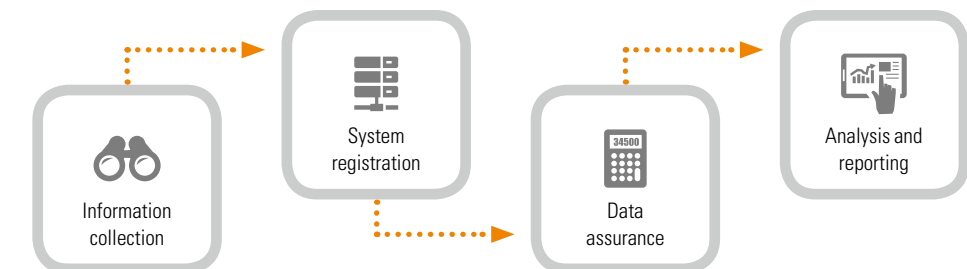 Information
collection
System
registration
34500
Data
assurance
Analysis and
reporting